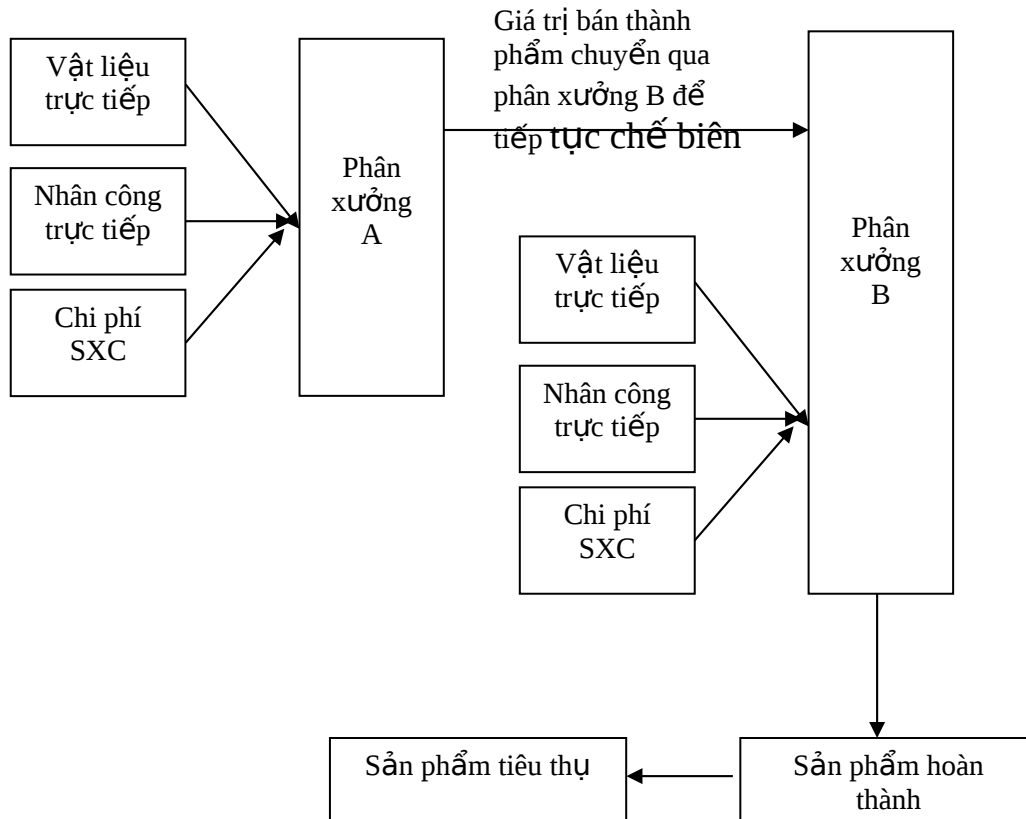 Vật liệu
trực tiếp
Nhân công
trực tiếp
Chi phí
SXC
Phân
xưởng
A
Giá trị bán thành
phẩm chuyển qua
phân xưởng B để
tiếp tục chế biên
Vật liệu
trực tiếp
Nhân công
trực tiếp
Chi phí
SXC
Phân
xưởng
B
Sản phẩm tiêu thụ
Sản phẩm hoàn
thành